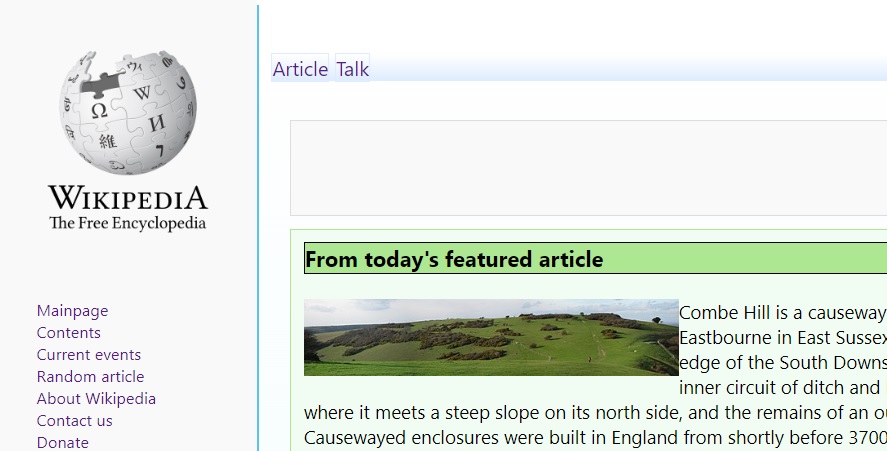 WIKIPEDIA
The Free Encyclopedia
Mainpage
Contents
Current events
Random article
About Wikipedia
Contact us
Donate
Article Talk
From today's featured article
Combe Hill is a causeway
Eastbourne in East Sussex
edge of the South Downs
inner circuit of ditch and
where it meets a steep slope on its north side, and the remains of an
Causewayed enclosures were built in England from shortly before 3700